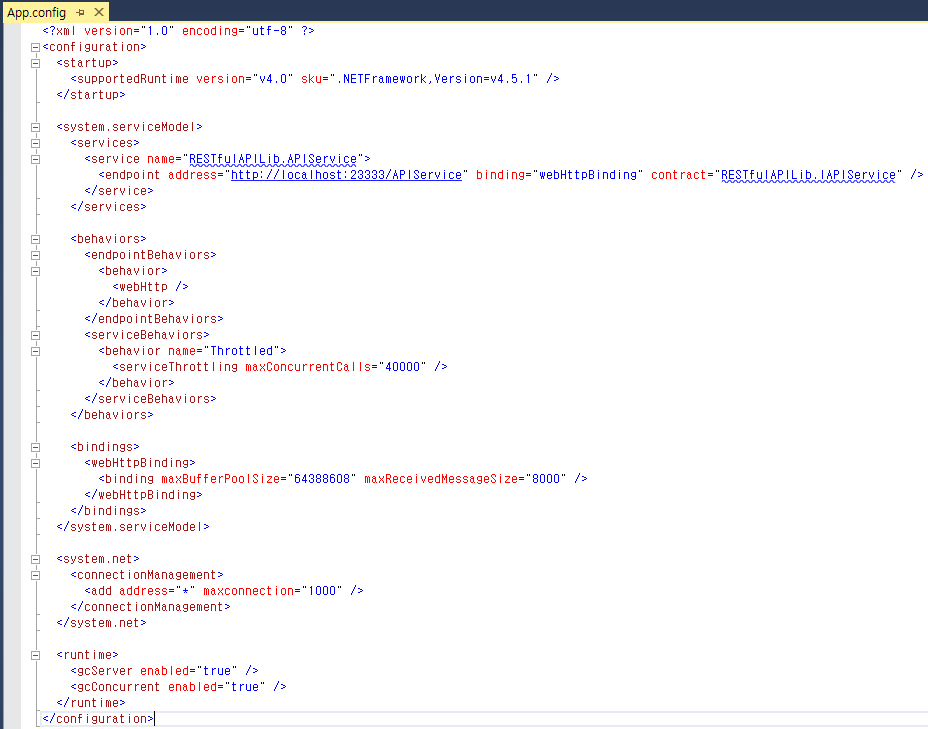 App.config
<?xml version="1.0" encoding="utf-8" ?>
<configuration>
  <startup>
    <supportedRuntime version="v4.0" sku=".NETFramework,Version=v4.5.1" />
  </startup>

  <system.serviceModel>
    <services>
      <service name="RESTfulAPILib.APIService">
        <endpoint address="http://localhost:23333/APIService" binding="webHttpBinding" contract="RESTfulAPILib.IAPIService" />
      </service>
    </services>

    <behaviors>
      <endpointBehaviors>
        <behavior>
          <webHttp />
        </behavior>
      </endpointBehaviors>
      <serviceBehaviors>
        <behavior name="Throttled">
          <serviceThrottling maxConcurrentCalls="40000" />
        </behavior>
      </serviceBehaviors>
    </behaviors>

    <bindings>
      <webHttpBinding>
        <binding maxBufferPoolSize="64388608" maxReceivedMessageSize="8000" />
      </webHttpBinding>
    </bindings>
  </system.serviceModel>

  <system.net>
    <connectionManagement>
      <add address="*" maxconnection="1000" />
    </connectionManagement>
  </system.net>

  <runtime>
    <gcServer enabled="true" />
    <gcConcurrent enabled="true" />
  </runtime>
</configuration>